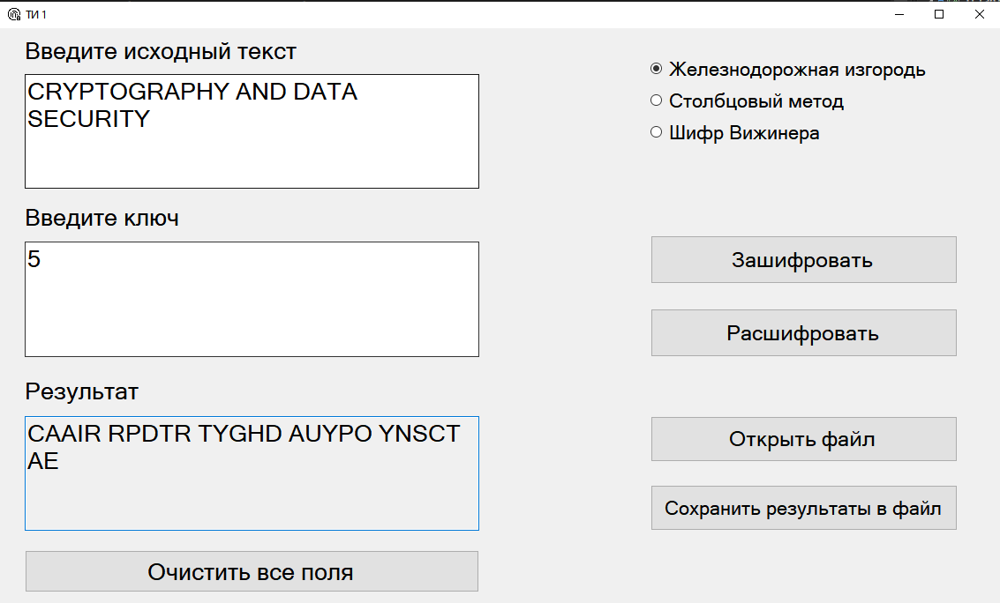 ТИ 1
Введите исходный текст
CRYPTOGRAPHY AND DATA
SECURITY
Введите ключ
5
Результат
CAAIR RPDTR TYGHD AUYPO YNSCT
AE
Очистить все поля
Железнодорожная изгородь
Столбцовый метод
Шифр Вижинера
Зашифровать
Расшифровать
Открыть файл
Сохранить результаты в файл